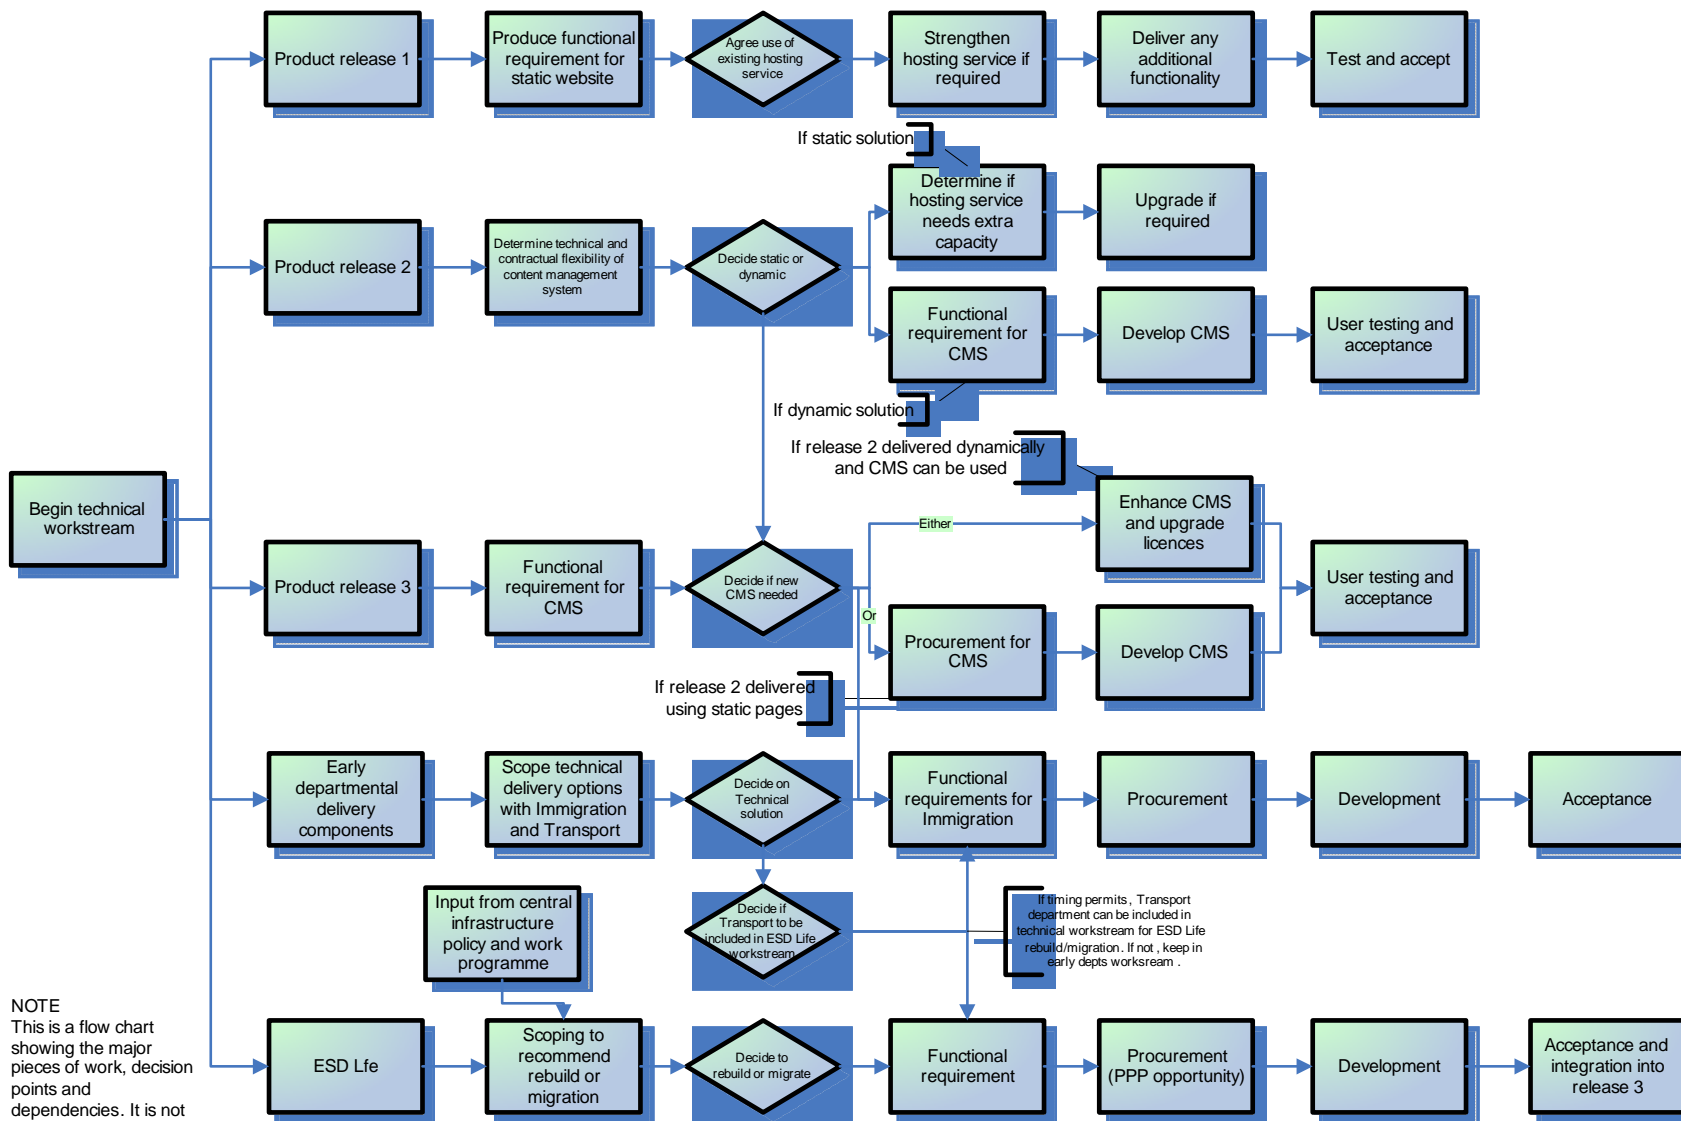 Product release 1
Produce functional
requirement for
static website
Agree use of
existing hosting
service
Strengthen
hosting service if
required
Deliver any
additional
functionality
Test and accept
If static solution
Determine if
hosting service
needs extra
capacity
Upgrade if
required
Product release 2
Determine technical and
contractual flexibility of
content management
system
Decide static or
dynamic
Functional
requirement for
CMS
Develop CMS
User testing and
acceptance
If dynamic solution
If release 2 delivered dynamically
and CMS can be used
Begin technical
workstream
Enhance CMS
and upgrade
licences
Either
Product release 3
Functional
requirement for
CMS
Decide if new
CMS needed
Or
User testing and
acceptance
Procurement for
CMS
Develop CMS
If release 2 delivered
using static pages
Early
departmental
delivery
components
Scope technical
delivery options
with Immigration
and Transport
Decide on
Technical
solution
Functional
requirements for
Immigration
Procurement
Development
Acceptance
Input from central
infrastructure
policy and work
programme
Decide if
Transport to be
included in ESD Life
workstream
If timing permits, Transport
department can be included in
technical workstream for ESD Life
rebuild/migration. If not, keep in
early depts worksream .
NOTE
This is a flow chart
showing the major
pieces of work, decision
points and
dependencies. It is not
ESD Lfe
Scoping to
recommend
rebuild or
migration
Decide to
rebuild or migrate
Functional
requirement
Procurement
(PPP opportunity)
Development
Acceptance and
integration into
release 3